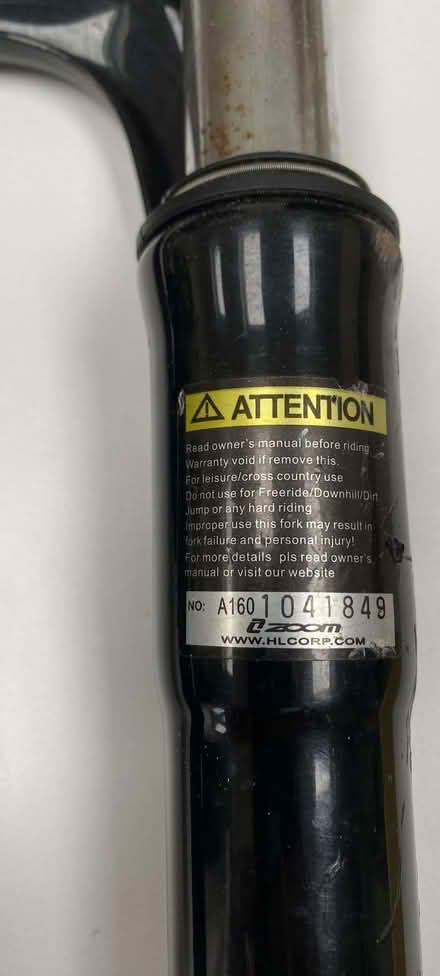 ⚠ ATTENTION
Read owner's manual before riding
Warranty void if remove this.
For leisure/cross country use
Do not use for Freeride/Downhill/Dirt
Jump or any hard riding
Improper use this fork may result in
fork failure and personal injury!
For more details pls read owner's
manual or visit our website
NO: A160 1041849
ZOOM
WWW.HLCORP.COM